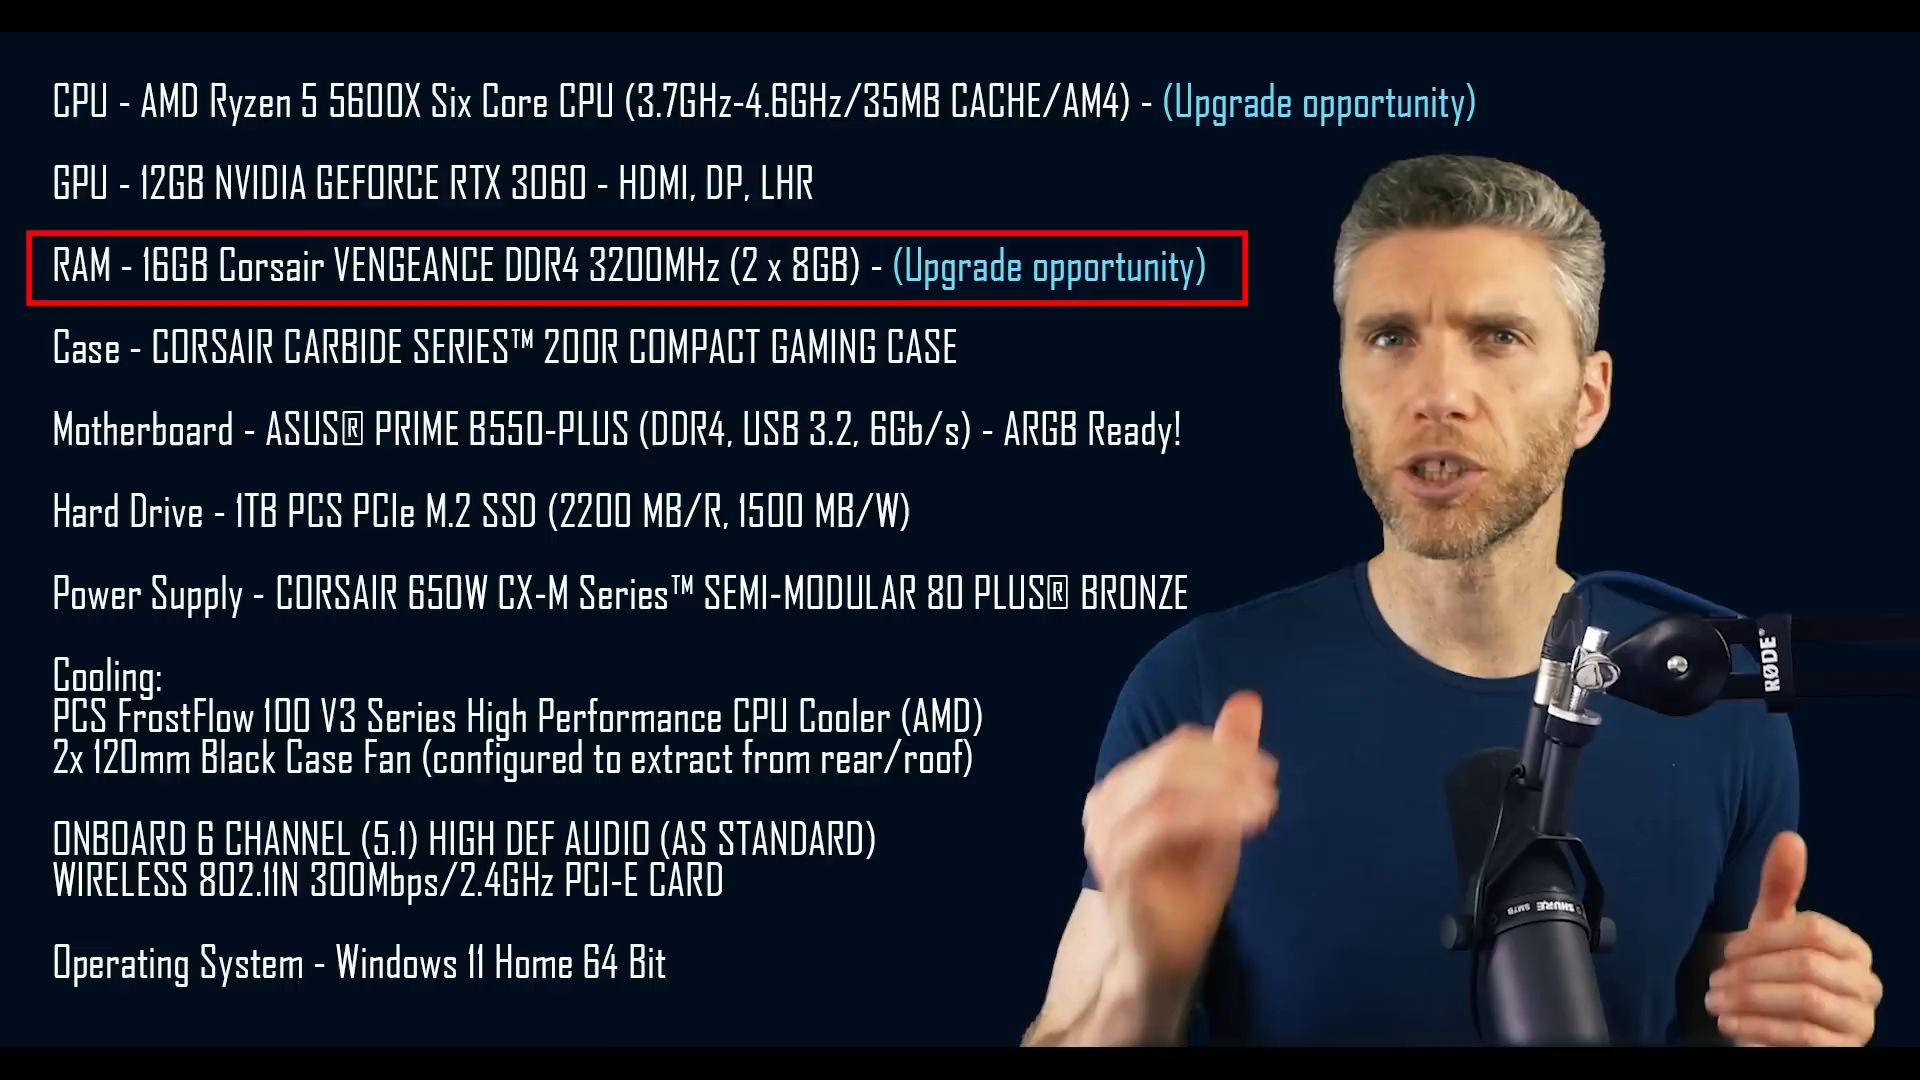 CPU - AMD Ryzen 5 5600X Six Core CPU (3.7GHz-4.6GHz/35MB CACHE/AM4) - (Upgrade opportunity)
GPU - 12GB NVIDIA GEFORCE RTX 3060 - HDMI, DP, LHR
RAM - 16GB Corsair VENGEANCE DDR4 3200MHz (2 x 8GB) - (Upgrade opportunity)
Case - CORSAIR CARBIDE SERIES™ 200R COMPACT GAMING CASE
Motherboard - ASUS® PRIME B550-PLUS (DDR4, USB 3.2, 6Gb/s) - ARGB Ready!
Hard Drive - 1TB PCS PCIe M.2 SSD (2200 MB/R, 1500 MB/W)
Power Supply - CORSAIR 650W CX-M Series™ SEMI-MODULAR 80 PLUS® BRONZE
Cooling:
PCS FrostFlow 100 V3 Series High Performance CPU Cooler (AMD)
2x 120mm Black Case Fan (configured to extract from rear/roof)
ONBOARD 6 CHANNEL (5.1) HIGH DEF AUDIO (AS STANDARD)
WIRELESS 802.11N 300Mbps/2.4GHz PCI-E CARD
Operating System - Windows 11 Home 64 Bit
RØDE®
SHURE SM7B